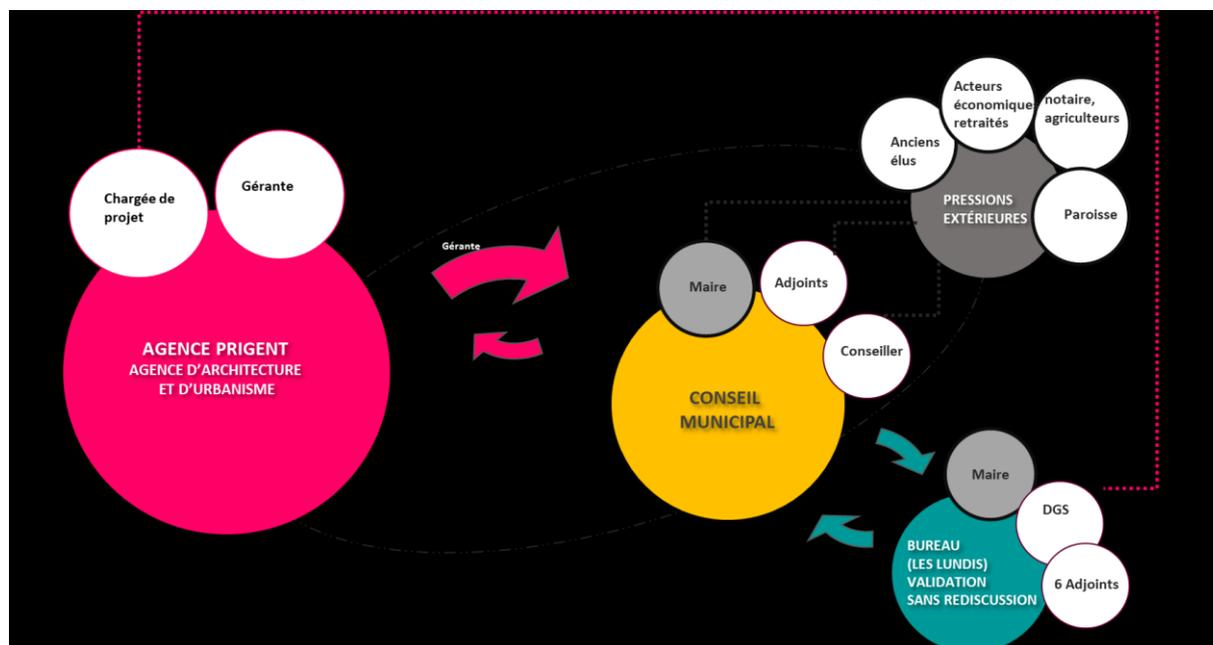 Chargée de
projet
Gérante
AGENCE PRIGENT
AGENCE D'ARCHITECTURE
ET D'URBANISME
Gérante
Maire
Adjoints
Conseiller
CONSEIL
MUNICIPAL
Anciens
élus
Acteurs
économique
retraités
notaire,
agriculteurs
Paroisse
PRESSIONS
EXTÉRIEURES
Maire
DGS
6 Adjoints
BUREAU
(LES LUNDIS)
VALIDATION
SANS REDISCUSSION